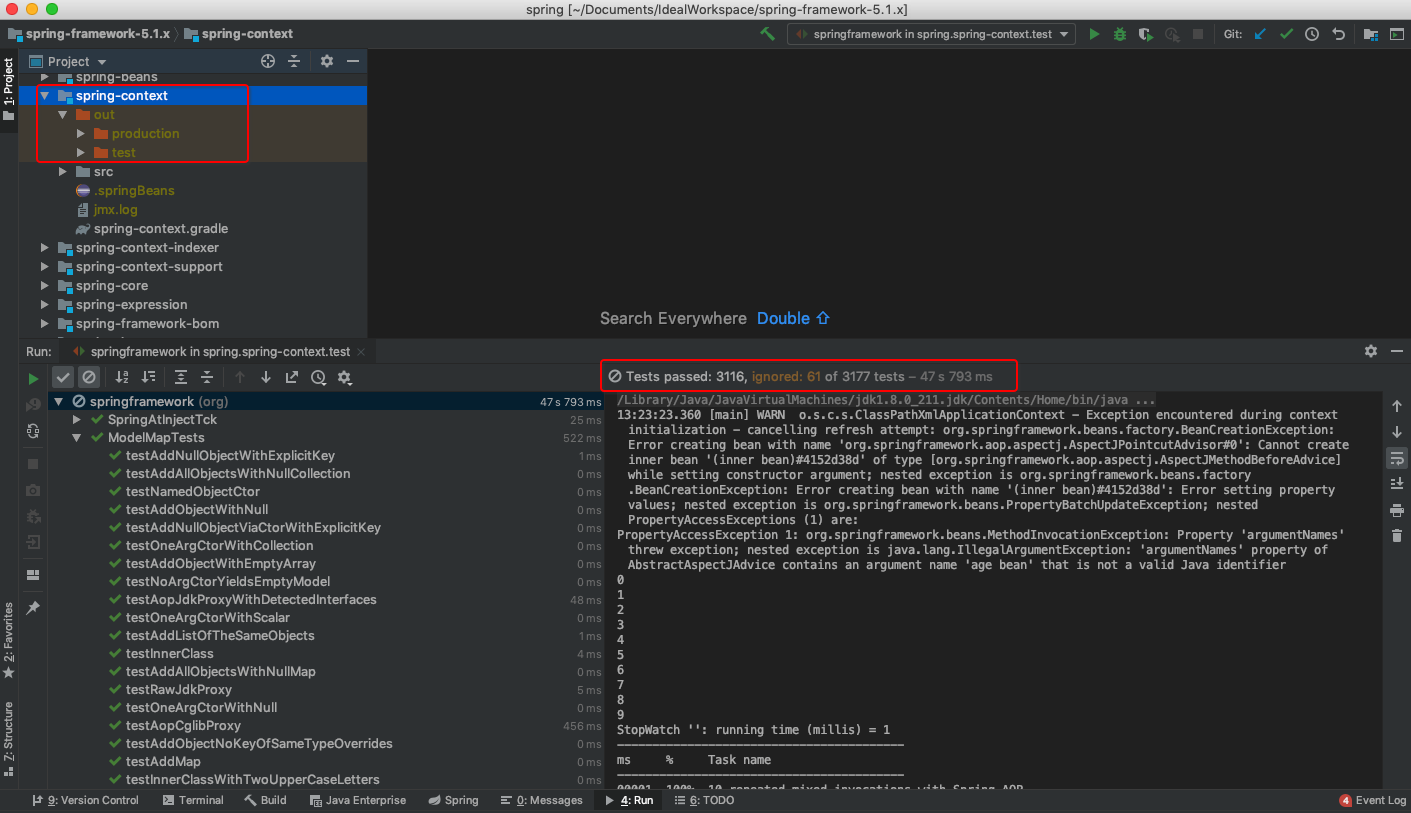 spring [~/Documents/IdealWorkspace/spring-framework-5.1.x]
spring-framework-5.1.x
spring-context
springframework in spring.spring-context.test
Git:
1: Project
Project
spring-beans
spring-context
out
production
test
src
.springBeans
jmx.log
spring-context.gradle
spring-context-indexer
spring-context-support
spring-core
spring-expression
spring-framework-bom
Search Everywhere Double ⇧
Run:
springframework in spring.spring-context.test
Tests passed: 3116, ignored: 61 of 3177 tests – 47 s 793 ms
springframework (org) 47 s 793 ms
SpringAtInjectTck 25 ms
ModelMapTests 522 ms
testAddNullObjectWithExplicitKey 1 ms
testAddAllObjectsWithNullCollection 0 ms
testNamedObjectCtor 0 ms
testAddObjectWithNull 0 ms
testAddNullObjectViaCtorWithExplicitKey 0 ms
testOneArgCtorWithCollection 0 ms
testAddObjectWithEmptyArray 0 ms
testNoArgCtorYieldsEmptyModel 0 ms
testAopJdkProxyWithDetectedInterfaces 48 ms
testOneArgCtorWithScalar 0 ms
testAddListOfTheSameObjects 1 ms
testInnerClass 4 ms
testAddAllObjectsWithNullMap 0 ms
testRawJdkProxy 5 ms
testOneArgCtorWithNull 0 ms
testAopCglibProxy 456 ms
testAddObjectNoKeyOfSameTypeOverrides 0 ms
testAddMap 0 ms
testInnerClassWithTwoUpperCaseLetters 0 ms
/Library/Java/JavaVirtualMachines/jdk1.8.0_211.jdk/Contents/Home/bin/java ...
13:23:23.360 [main] WARN  o.s.c.s.ClassPathXmlApplicationContext - Exception encountered during context
initialization - cancelling refresh attempt: org.springframework.beans.factory.BeanCreationException:
Error creating bean with name 'org.springframework.aop.aspectj.AspectJPointcutAdvisor#0': Cannot create
inner bean '(inner bean)#4152d38d' of type [org.springframework.aop.aspectj.AspectJMethodBeforeAdvice]
while setting constructor argument; nested exception is org.springframework.beans.factory
.BeanCreationException: Error creating bean with name '(inner bean)#4152d38d': Error setting property
values; nested exception is org.springframework.beans.PropertyBatchUpdateException; nested
PropertyAccessExceptions (1) are:
PropertyAccessException 1: org.springframework.beans.MethodInvocationException: Property 'argumentNames'
threw exception; nested exception is java.lang.IllegalArgumentException: 'argumentNames' property of
AbstractAspectJAdvice contains an argument name 'age bean' that is not a valid Java identifier
0
1
2
3
4
5
6
7
8
9
StopWatch '': running time (millis) = 1
-----------------------------------------
ms     %     Task name
-----------------------------------------
00001  100%  10 repeated mixed invocations with Spring AOP
2: Favorites
Z: Structure
9: Version Control
Terminal
Build
Java Enterprise
Spring
0: Messages
4: Run
6: TODO
4 Event Log